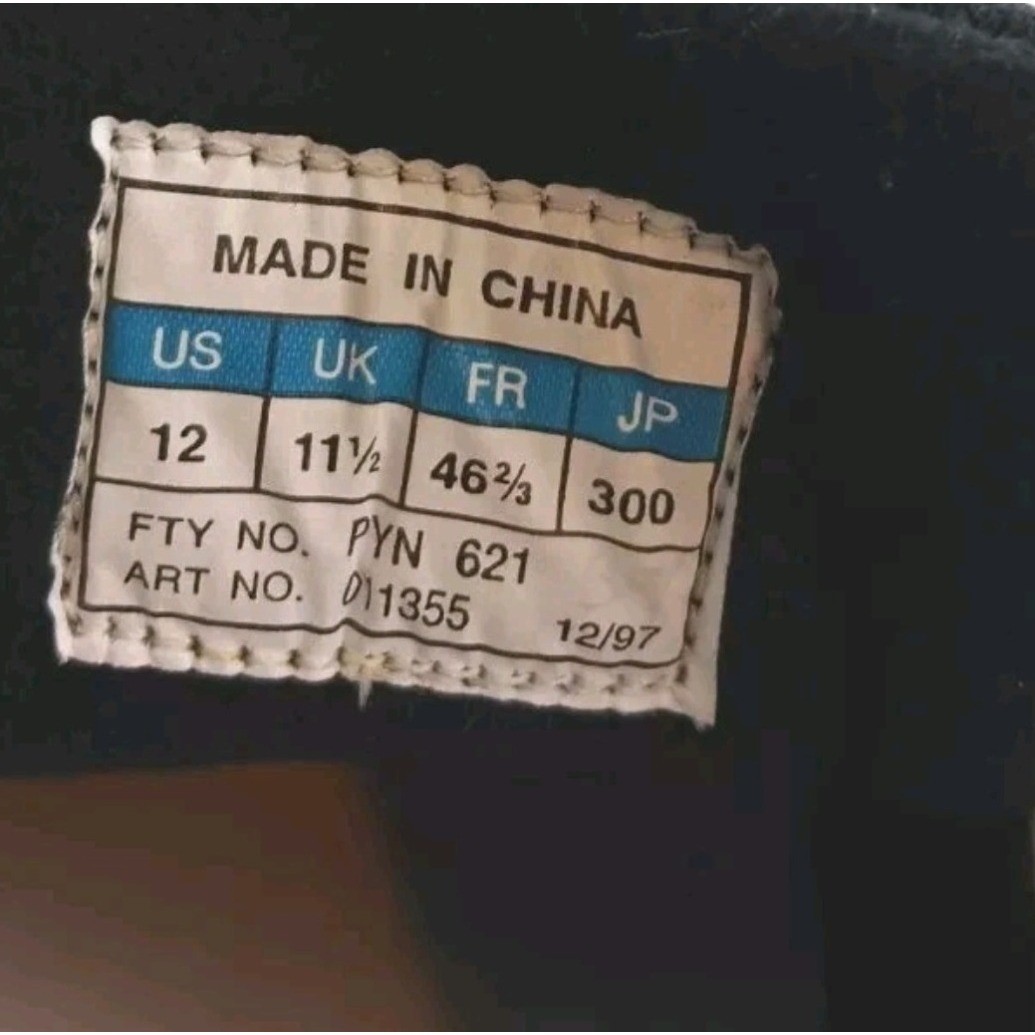 MADE IN CHINA
US UK FR JP
12 11½ 46⅔ 300
FTY NO. PYN 621
ART NO. D11355 12/97